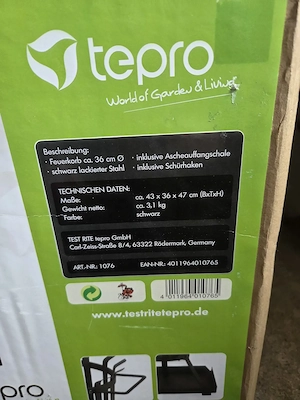 tepro
World of Garden & Living
Beschreibung:
· Feuerkorb ca. 36 cm Ø · inklusive Ascheauffangschale
· schwarz lackierter Stahl · inklusive Schürhaken
TECHNISCHEN DATEN:
Maße: ca. 43 x 36 x 47 cm (BxTxH)
Gewicht netto: ca. 3,1 kg
Farbe: schwarz
TEST RITE tepro GmbH
Carl-Zeiss-Straße 8/4, 63322 Rödermark, Germany
ART.-NR.: 1076 EAN-NR.: 4011964010765
4 011964 010765
www.testritetepro.de
epro